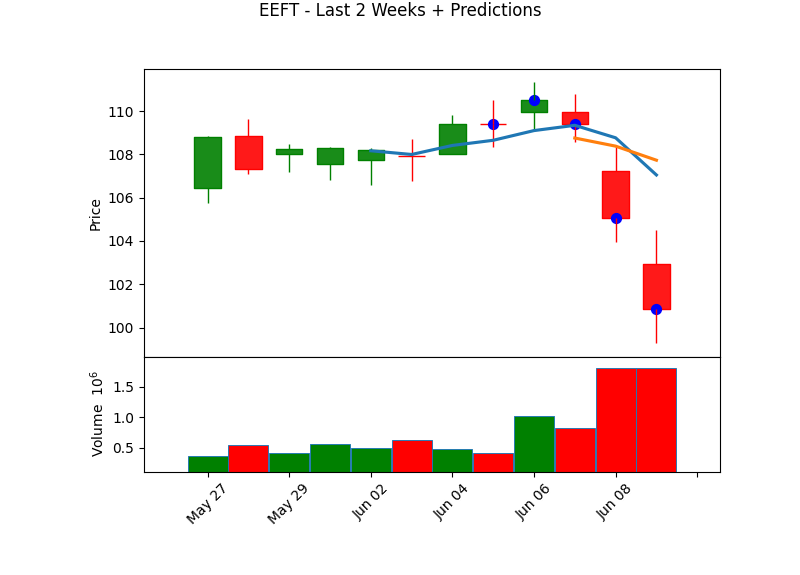 EEFT - Last 2 Weeks + Predictions
110
108
106
104
102
100
Price
1.5
1.0
0.5
Volume 10^6
May 27
May 29
Jun 02
Jun 04
Jun 06
Jun 08